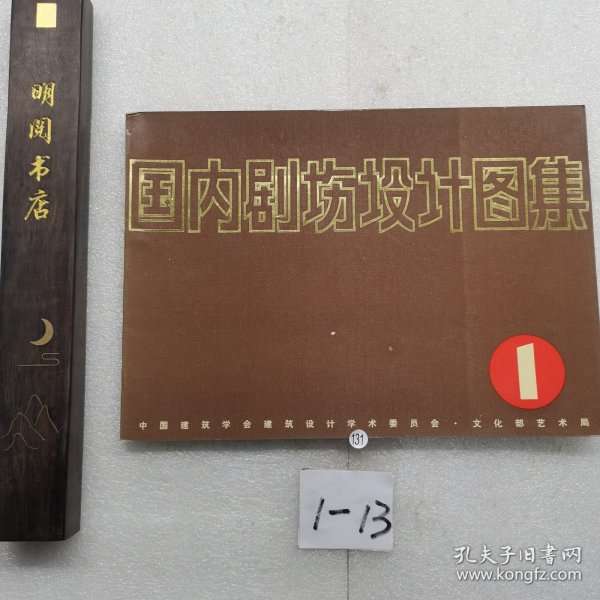 明阅书店
国内剧场设计图集
1
中国建筑学会建筑设计学术委员会·文化部艺术局
131
1-13
孔夫子旧书网
www.kongfz.com